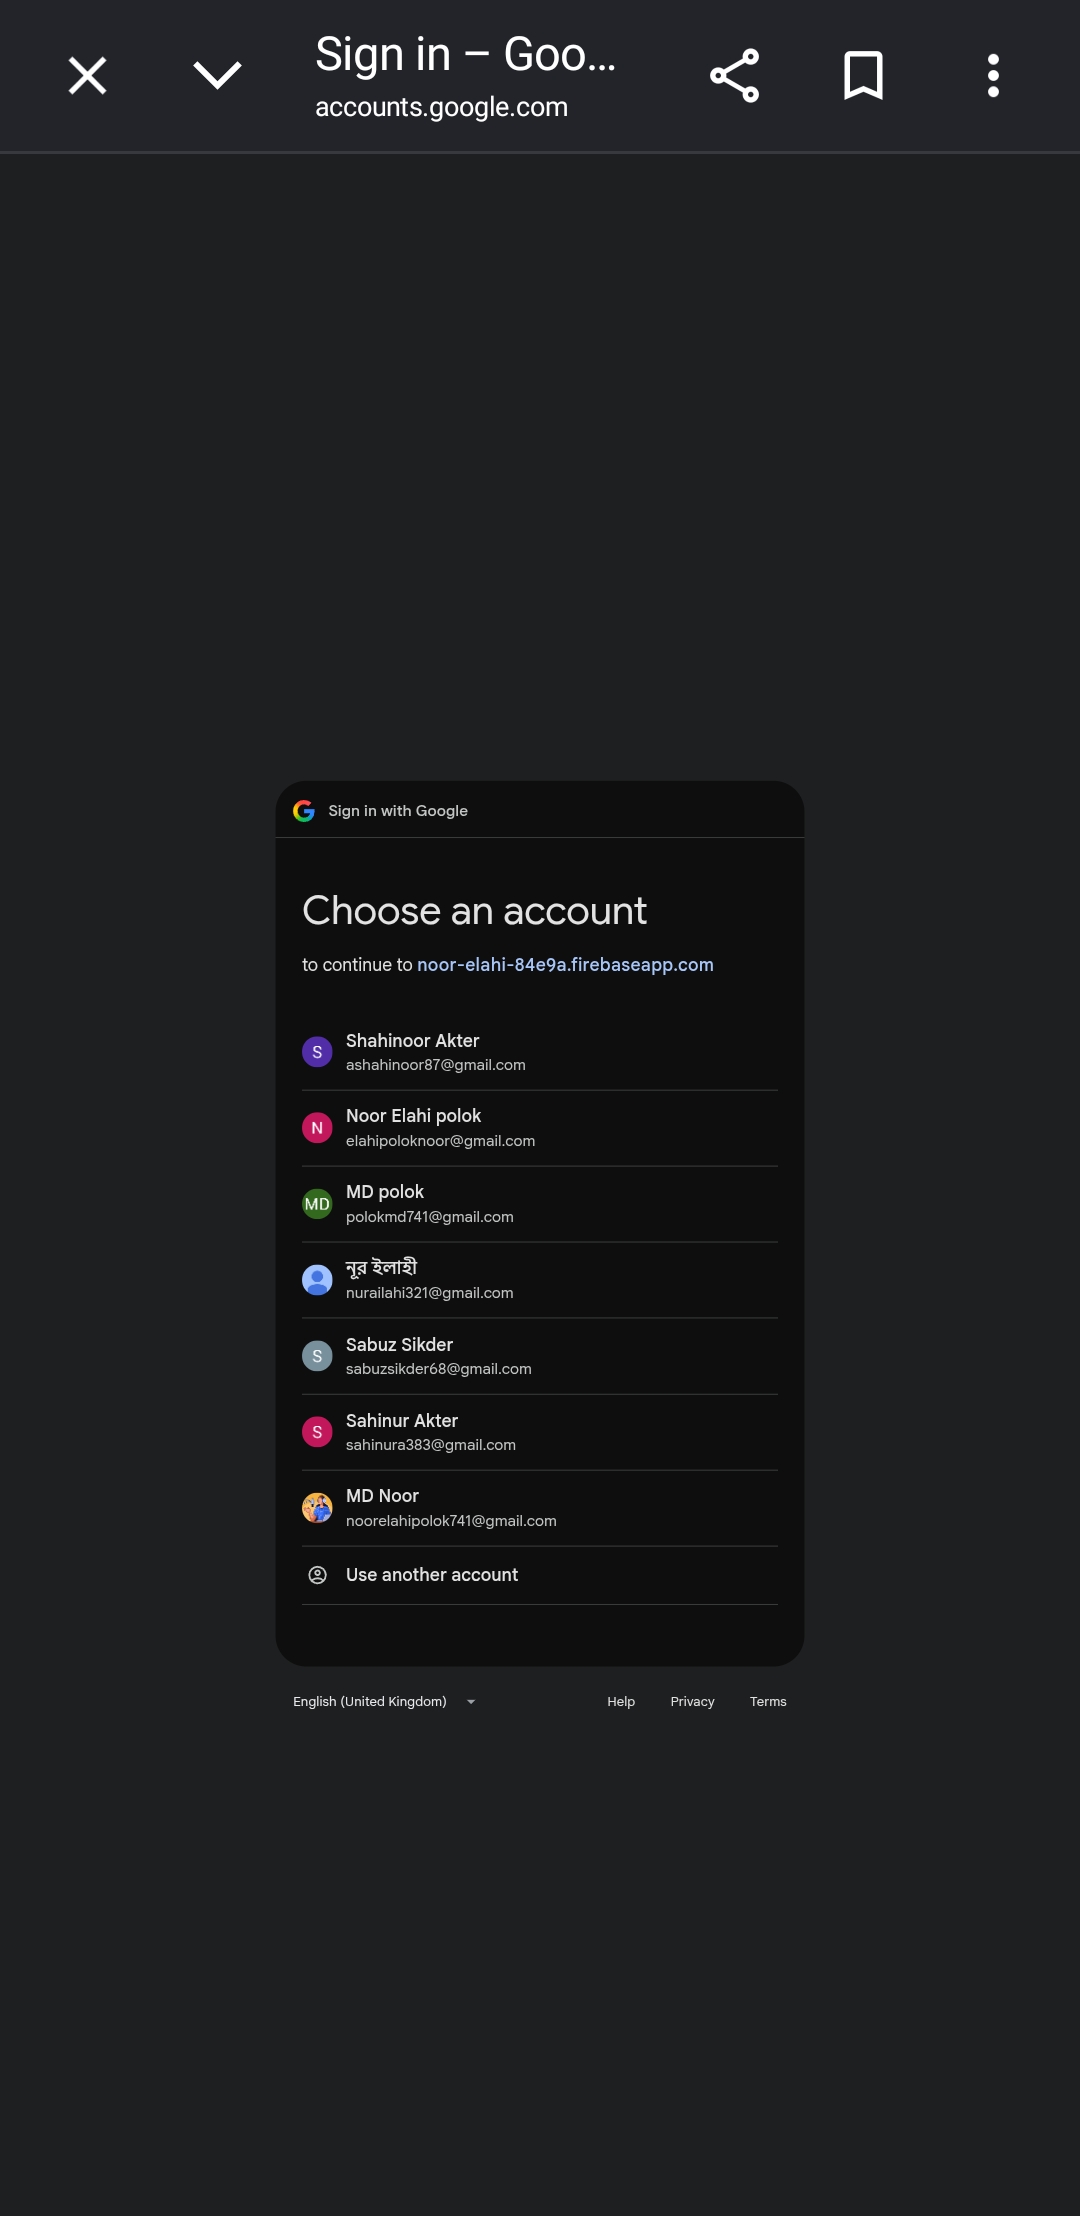 Sign in – Goo...
accounts.google.com
Sign in with Google
Choose an account
to continue to noor-elahi-84e9a.firebaseapp.com
S
Shahinoor Akter
ashahinoor87@gmail.com
N
Noor Elahi polok
elahipoloknoor@gmail.com
MD
MD polok
polokmd741@gmail.com
নূর ইলাহী
nurailahi321@gmail.com
S
Sabuz Sikder
sabuzsikder68@gmail.com
S
Sahinur Akter
sahinura383@gmail.com
MD Noor
noorelahipolok741@gmail.com
Use another account
English (United Kingdom) Help Privacy Terms